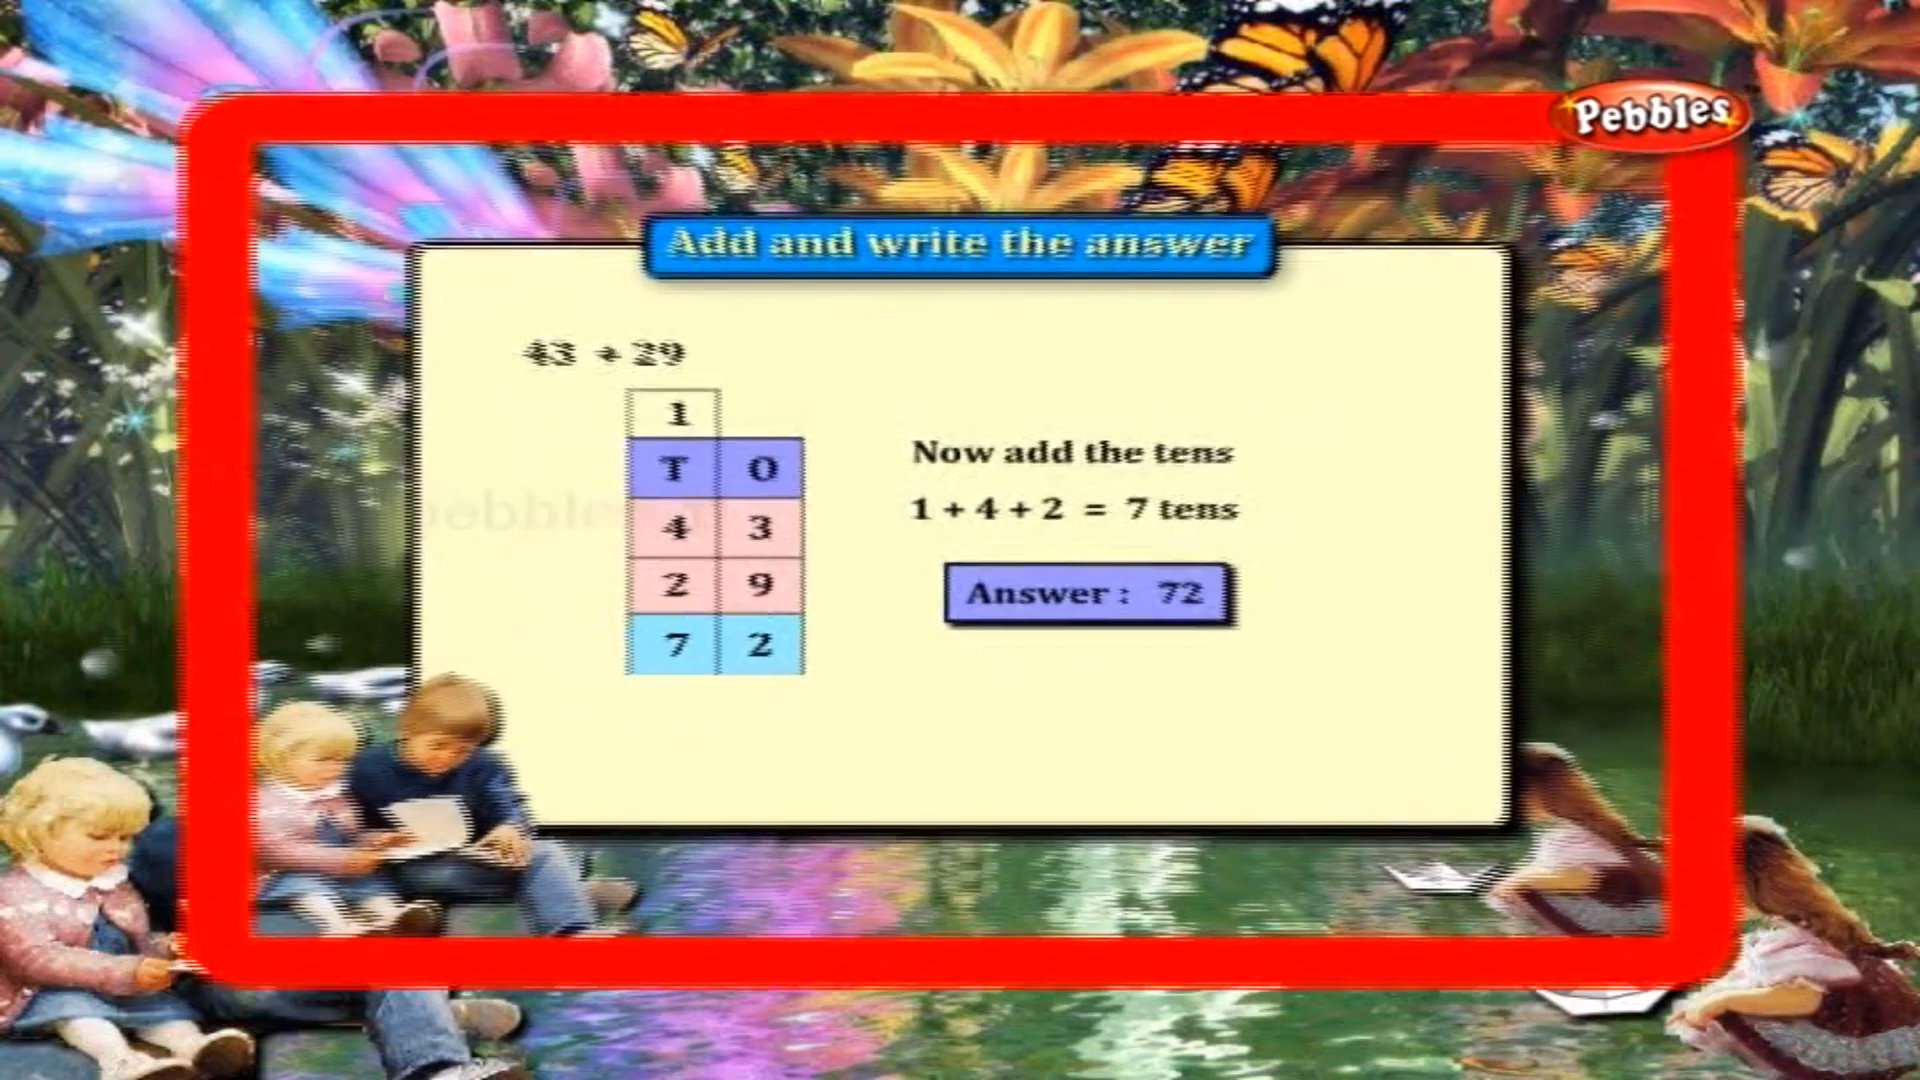 Pebbles
Add and write the answer
43 + 29
1
T O
4 3
2 9
7 2
Now add the tens
1 + 4 + 2 = 7 tens
Answer : 72